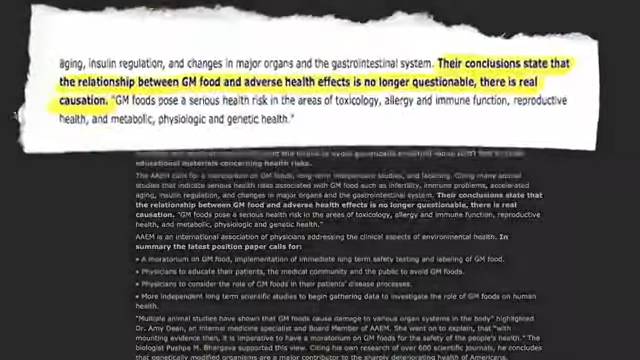 aging, insulin regulation, and changes in major organs and the gastrointestinal system. Their conclusions state that
the relationship between GM food and adverse health effects is no longer questionable, there is real
causation. "GM foods pose a serious health risk in the areas of toxicology, allergy and immune function, reproductive
health, and metabolic, physiologic and genetic health."
educational materials concerning health risks.
The AAEM calls for a moratorium on GM foods, long-term independent studies, and labeling. Citing many animal
studies that indicate serious health risks associated with GM food such as infertility, immune problems, accelerated
aging, insulin regulation, and changes in major organs and the gastrointestinal system. Their conclusions state that
the relationship between GM food and adverse health effects is no longer questionable, there is real
causation. "GM foods pose a serious health risk in the areas of toxicology, allergy and immune function, reproductive
health, and metabolic, physiologic and genetic health."
AAEM is an international association of physicians addressing the clinical aspects of environmental health. In
summary the latest position paper calls for:
• A moratorium on GM food, implementation of immediate long term safety testing and labeling of GM food.
• Physicians to educate their patients, the medical community and the public to avoid GM foods.
• Physicians to consider the role of GM foods in their patients' disease processes.
• More independent long term scientific studies to begin gathering data to investigate the role of GM foods on human
health.
"Multiple animal studies have shown that GM foods cause damage to various organ systems in the body" highlighted
Dr. Amy Dean, an internal medicine specialist and Board Member of AAEM. She went on to explain, that "with
mounting evidence then, it is imperative to have a moratorium on GM foods for the safety of the people's health." The
biologist Pushpa M. Bhargava supported this view. Citing his own research of over 600 scientific journals, he concludes
that genetically modified organisms are a major contributor to the sharply deteriorating health of Americans.